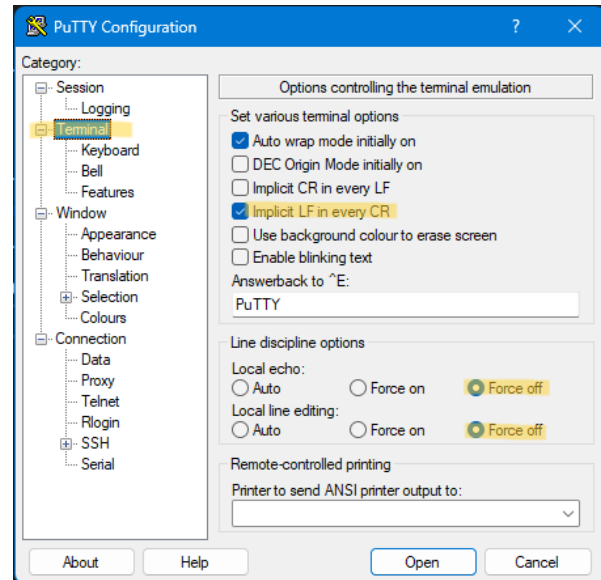 PuTTY Configuration
?
Category:
Session
Logging
Terminal
Keyboard
Bell
Features
Window
Appearance
Behaviour
Translation
Selection
Colours
Connection
Data
Proxy
Telnet
Rlogin
SSH
Serial
Options controlling the terminal emulation
Set various terminal options
Auto wrap mode initially on
DEC Origin Mode initially on
Implicit CR in every LF
Implicit LF in every CR
Use background colour to erase screen
Enable blinking text
Answerback to ^E:
PuTTY
Line discipline options
Local echo:
Auto Force on Force off
Local line editing:
Auto Force on Force off
Remote-controlled printing
Printer to send ANSI printer output to:
About Help Open Cancel